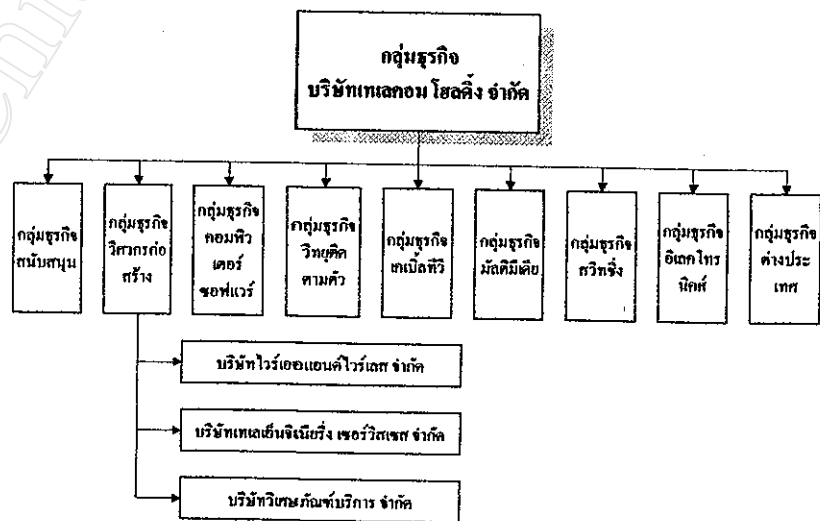 กลุ่มธุรกิจ
บริษัทเทเลคอม โฮลดิ้ง จำกัด
กลุ่มธุรกิจ
สนับสนุน
กลุ่มธุรกิจ
วิศวกรก่อ
สร้าง
กลุ่มธุรกิจ
คอมพิว
เตอร์
ซอฟแวร์
กลุ่มธุรกิจ
วิทยุติด
ตามตัว
กลุ่มธุรกิจ
เคเบิ้ลทีวี
กลุ่มธุรกิจ
มัลติมีเดีย
กลุ่มธุรกิจ
สวิทชิ่ง
กลุ่มธุรกิจ
อิเลคโทร
นิคส์
กลุ่มธุรกิจ
ต่างประ
เทศ
บริษัทไวร์เออแอนด์ไวร์เลส จำกัด
บริษัทเทเลเอ็นจิเนียริ่ง เซอร์วิสเซส จำกัด
บริษัทวิเศษภัณฑ์บริการ จำกัด